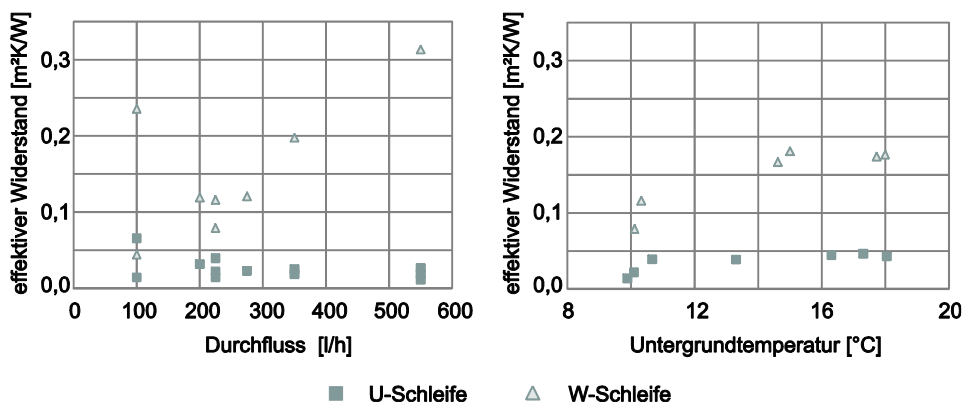 effektiver Widerstand [m²K/W]
0,3
0,2
0,1
0,0
0 100 200 300 400 500 600
Durchfluss [l/h]
effektiver Widerstand [m²K/W]
0,3
0,2
0,1
0,0
8 12 16 20
Untergrundtemperatur [°C]
U-Schleife W-Schleife